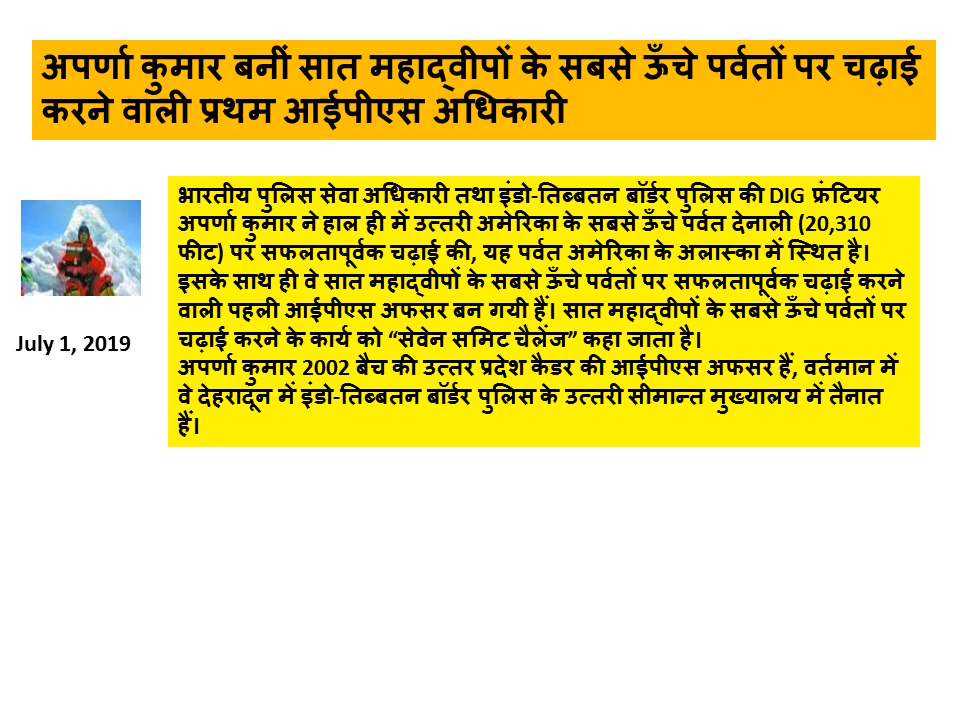 अपर्णा कुमार बनीं सात महाद्वीपों के सबसे ऊँचे पर्वतों पर चढ़ाई
करने वाली प्रथम आईपीएस अधिकारी
भारतीय पुलिस सेवा अधिकारी तथा इंडो-तिब्बतन बॉर्डर पुलिस की DIG फ्रंटियर
अपर्णा कुमार ने हाल ही में उत्तरी अमेरिका के सबसे ऊँचे पर्वत देनाली (20,310
फीट) पर सफलतापूर्वक चढ़ाई की, यह पर्वत अमेरिका के अलास्का में स्थित है।
इसके साथ ही वे सात महाद्वीपों के सबसे ऊँचे पर्वतों पर सफलतापूर्वक चढ़ाई करने
वाली पहली आईपीएस अफसर बन गयी हैं। सात महाद्वीपों के सबसे ऊँचे पर्वतों पर
चढ़ाई करने के कार्य को “सेवेन समिट चैलेंज” कहा जाता है।
अपर्णा कुमार 2002 बैच की उत्तर प्रदेश कैडर की आईपीएस अफसर हैं, वर्तमान में
वे देहरादून में इंडो-तिब्बतन बॉर्डर पुलिस के उत्तरी सीमान्त मुख्यालय में तैनात
हैं।
July 1, 2019